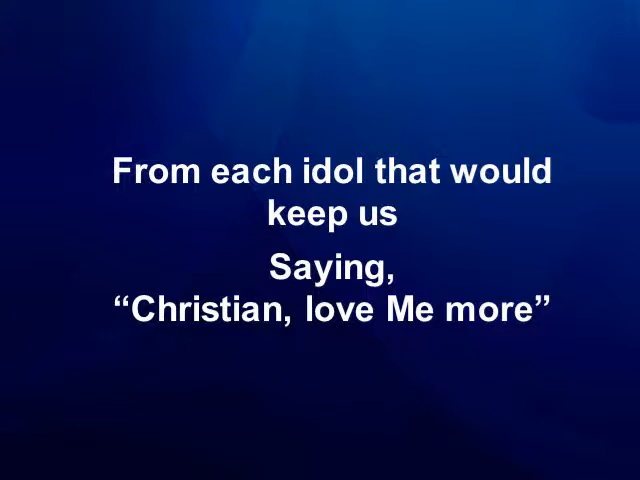 From each idol that would
keep us
Saying,
“Christian, love Me more”